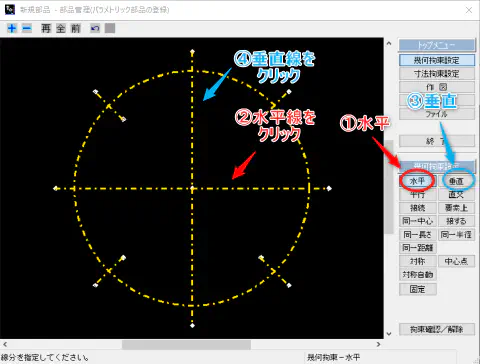 新規部品 - 部品管理(パラメトリック部品の登録)
再 全 前
トップメニュー
幾何拘束設定
寸法拘束設定
作 図
ファイル
終 了
④垂直線を
クリック
②水平線を
クリック
①水平
③垂直
幾何拘束設定
水平 垂直
平行 直交
接続 要素上
同一中心 接する
同一長さ 同一半径
同一距離
対称 中心点
対称自動
固定
拘束確認/解除
線分を指定してください。
幾何拘束-水平